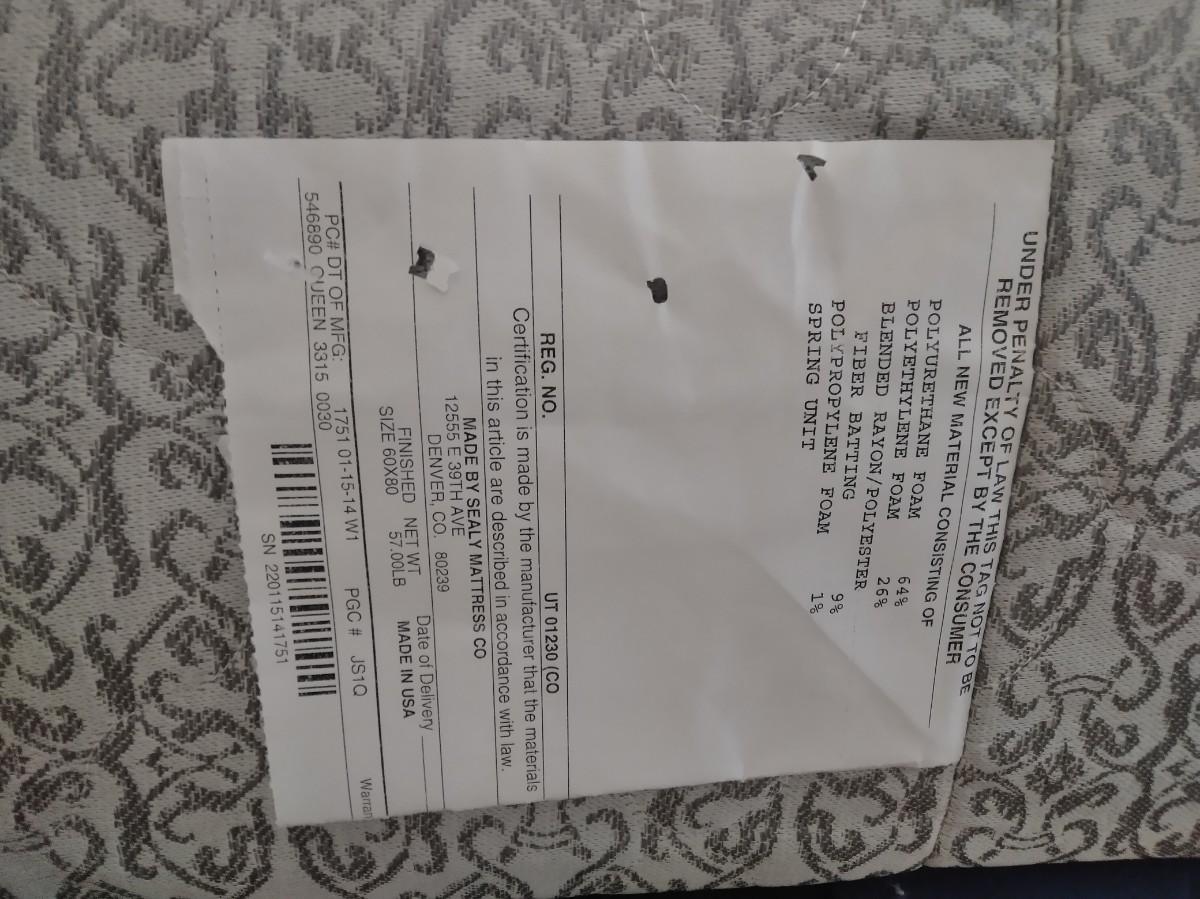 UNDER PENALTY OF LAW THIS TAG NOT TO BE
REMOVED EXCEPT BY THE CONSUMER
ALL NEW MATERIAL CONSISTING OF
POLYURETHANE FOAM 64%
POLYETHYLENE FOAM 26%
BLENDED RAYON/POLYESTER
FIBER BATTING 9%
POLYPROPYLENE FOAM 1%
SPRING UNIT
REG. NO. UT 01230 (CO
Certification is made by the manufacturer that the materials
in this article are described in accordance with law.
MADE BY SEALY MATTRESS CO
12555 E 39TH AVE
DENVER, CO. 80239
Date of Delivery
FINISHED NET WT
SIZE 60X80 57.00LB MADE IN USA
PC# DT OF MFG: 1751 01-15-14 W1 PGC # JS1Q Warran
546890 QUEEN 3315 0030
SN 220115141751